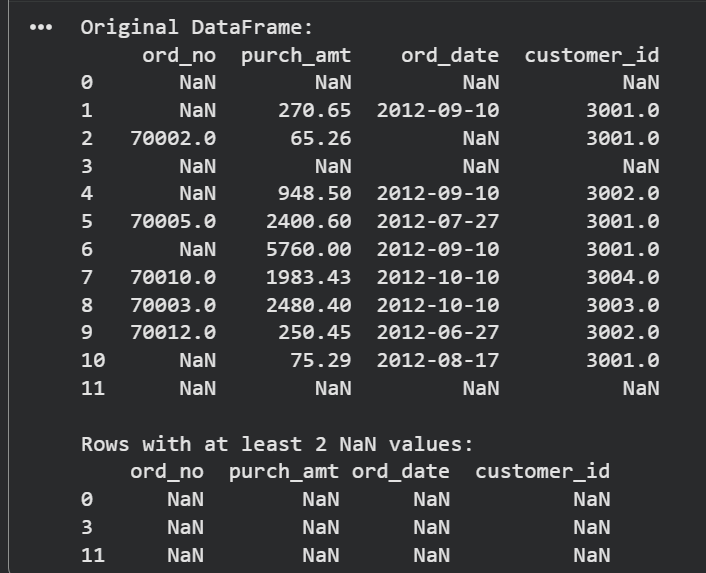 Original DataFrame:
ord_no purch_amt ord_date customer_id
0 NaN NaN NaN NaN
1 NaN 270.65 2012-09-10 3001.0
2 70002.0 65.26 NaN 3001.0
3 NaN NaN NaN NaN
4 NaN 948.50 2012-09-10 3002.0
5 70005.0 2400.60 2012-07-27 3001.0
6 NaN 5760.00 2012-09-10 3001.0
7 70010.0 1983.43 2012-10-10 3004.0
8 70003.0 2480.40 2012-10-10 3003.0
9 70012.0 250.45 2012-06-27 3002.0
10 NaN 75.29 2012-08-17 3001.0
11 NaN NaN NaN NaN
Rows with at least 2 NaN values:
ord_no purch_amt ord_date customer_id
0 NaN NaN NaN NaN
3 NaN NaN NaN NaN
11 NaN NaN NaN NaN